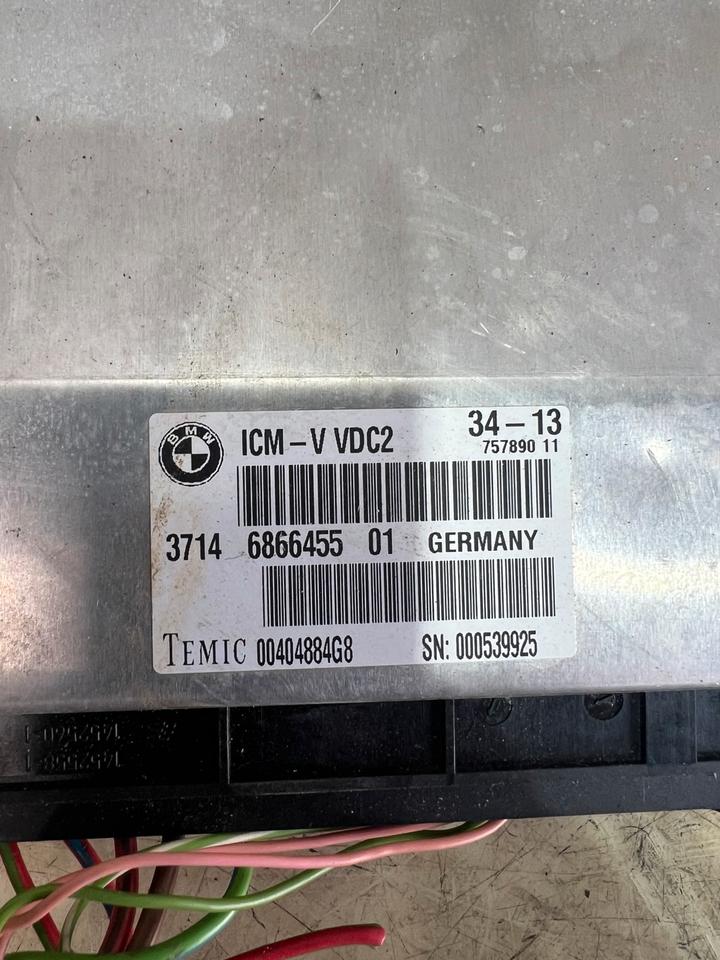 BMW
ICM – V VDC2
34 – 13
757890 11
3714 6866455 01 GERMANY
TEMIC 00404884G8 SN: 000539925